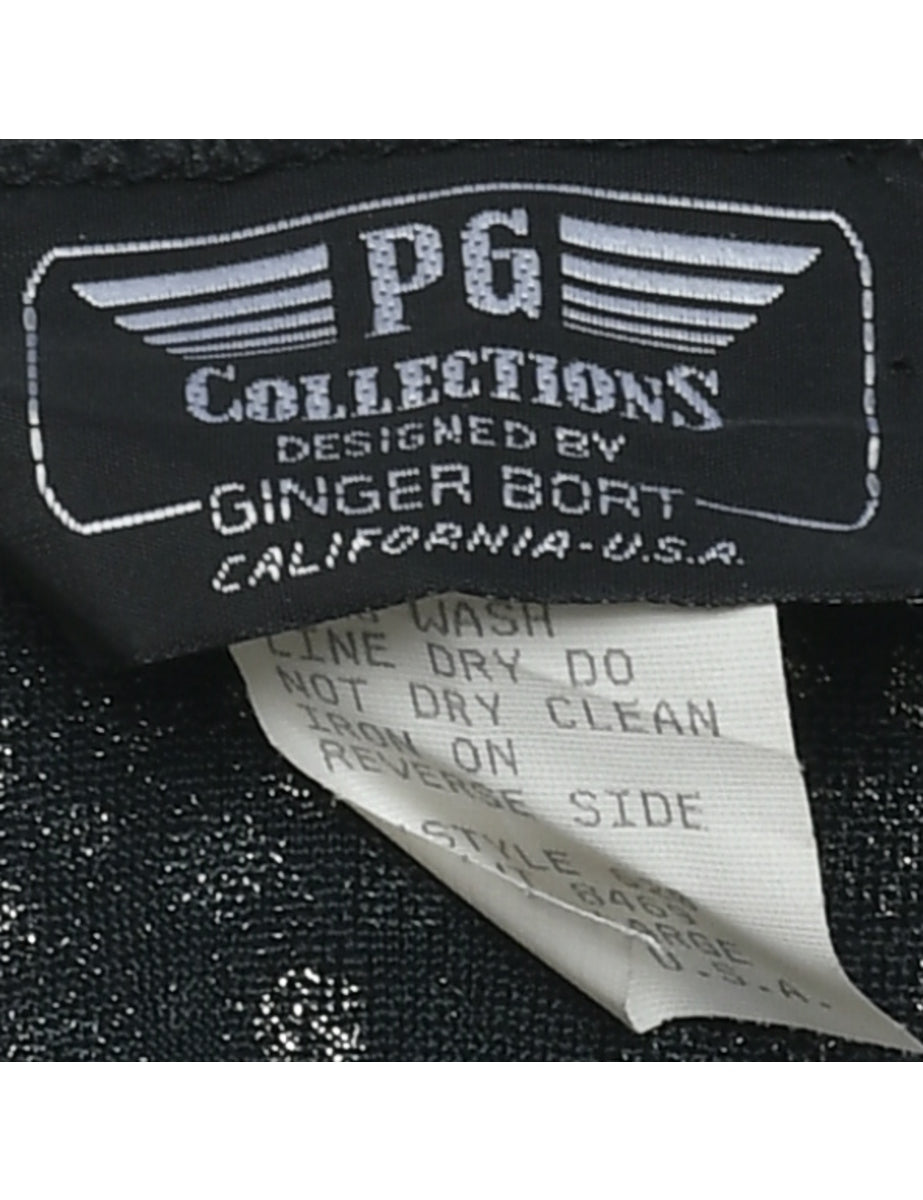 PG
COLLECTIONS
DESIGNED BY
GINGER BORT
CALIFORNIA-U.S.A.
WASH
LINE DRY DO
NOT DRY CLEAN
IRON ON
REVERSE SIDE
STYLE
8469
U.S.A.